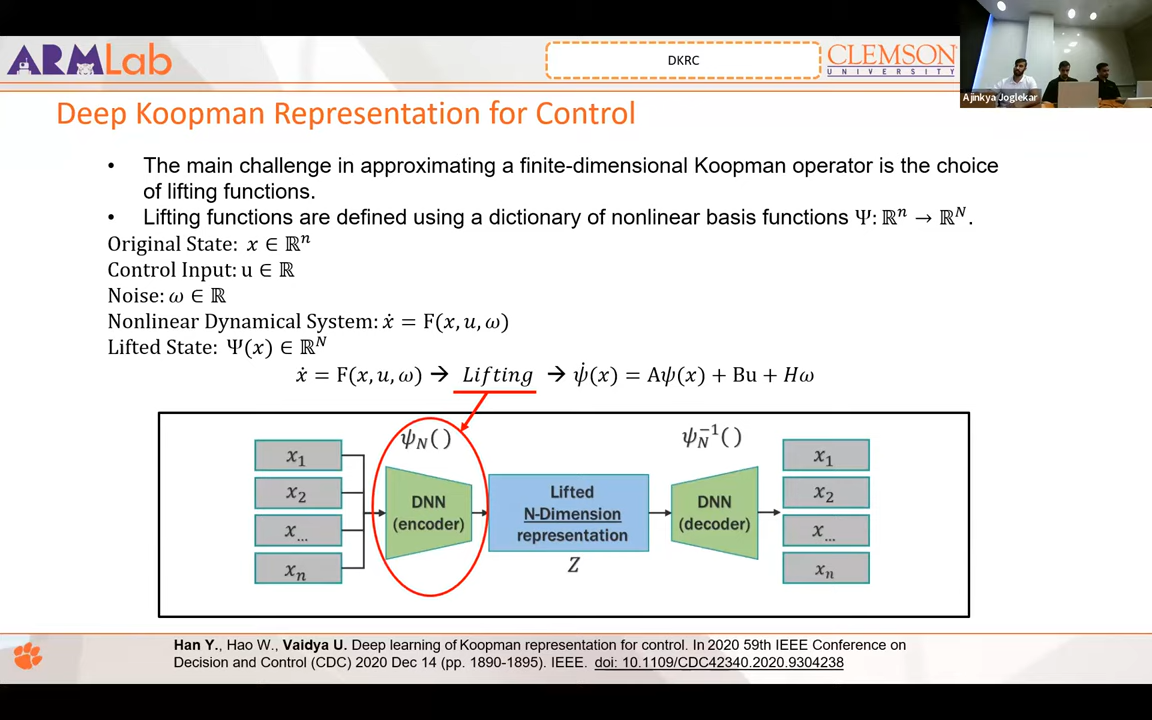 ARMLab
DKRC
CLEMSON
UNIVERSITY
Ajinkya Joglekar
Deep Koopman Representation for Control
• The main challenge in approximating a finite-dimensional Koopman operator is the choice
of lifting functions.
• Lifting functions are defined using a dictionary of nonlinear basis functions Ψ: ℝⁿ → ℝᴺ.
Original State: x ∈ ℝⁿ
Control Input: u ∈ ℝ
Noise: ω ∈ ℝ
Nonlinear Dynamical System: ẋ = F(x, u, ω)
Lifted State: Ψ(x) ∈ ℝᴺ
ẋ = F(x, u, ω) → Lifting → ψ̇(x) = Aψ(x) + Bu + Hω
ψ_N()
ψ_N⁻¹()
x₁
x₂
x...
xₙ
DNN
(encoder)
Lifted
N-Dimension
representation
Z
DNN
(decoder)
x₁
x₂
x...
xₙ
Han Y., Hao W., Vaidya U. Deep learning of Koopman representation for control. In 2020 59th IEEE Conference on
Decision and Control (CDC) 2020 Dec 14 (pp. 1890-1895). IEEE. doi: 10.1109/CDC42340.2020.9304238